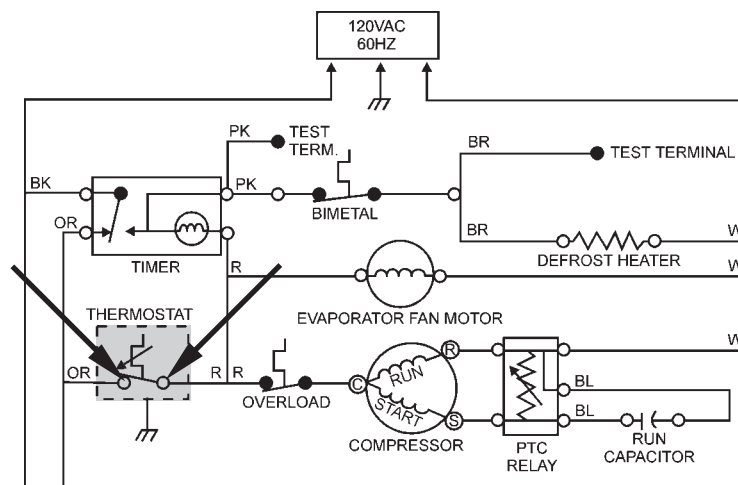 120VAC
60HZ
PK
TEST
TERM.
BR
TEST TERMINAL
BK
PK
BIMETAL
OR
BR
W
DEFROST HEATER
TIMER
R
W
EVAPORATOR FAN MOTOR
THERMOSTAT
R
W
RUN
OR
R R
C
BL
OVERLOAD
START
BL
S
COMPRESSOR
PTC
RELAY
RUN
CAPACITOR